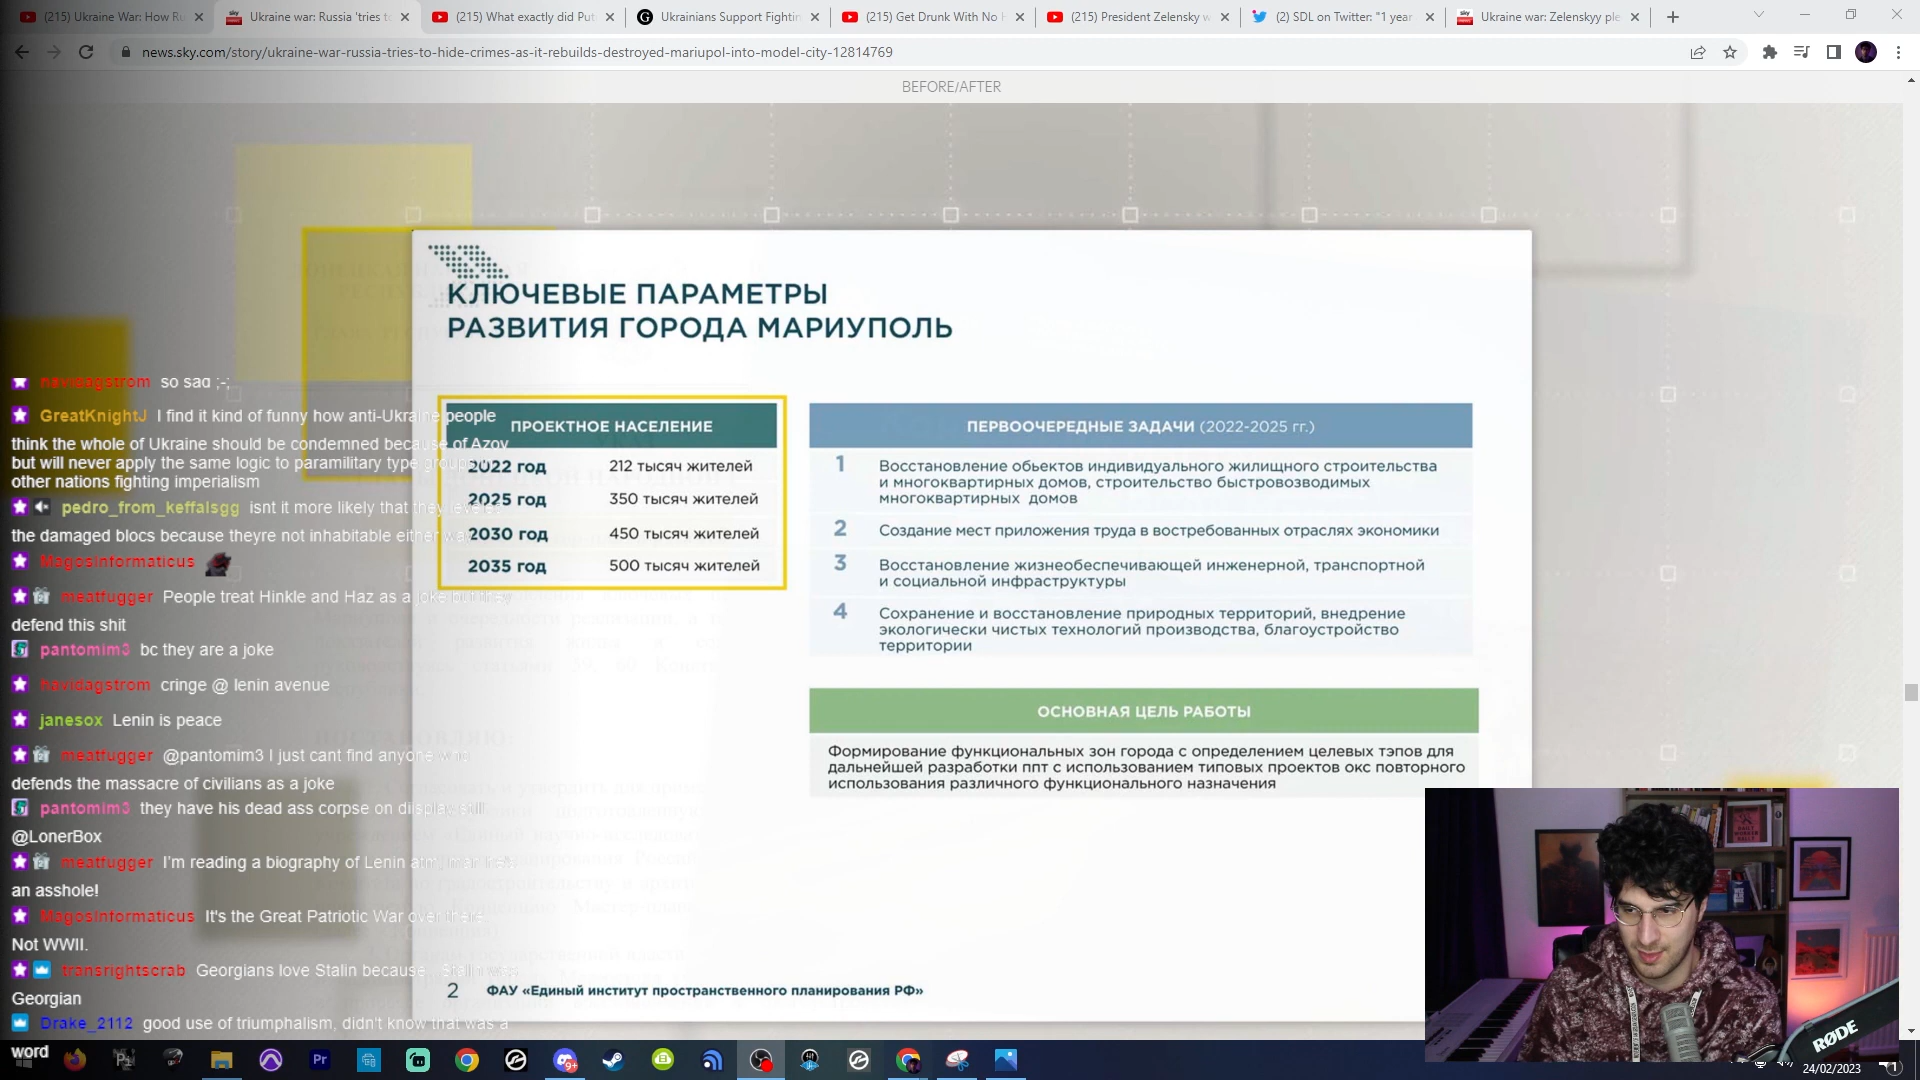 (215) Ukraine War: How Ru
Ukraine war: Russia 'tries to
(215) What exactly did Put
Ukrainians Support Fightin
(215) Get Drunk With No H
(215) President Zelensky w
(2) SDL on Twitter: "1 year
Ukraine war: Zelenskyy ple
news.sky.com/story/ukraine-war-russia-tries-to-hide-crimes-as-it-rebuilds-destroyed-mariupol-into-model-city-12814769
BEFORE/AFTER
КЛЮЧЕВЫЕ ПАРАМЕТРЫ
РАЗВИТИЯ ГОРОДА МАРИУПОЛЬ
ПРОЕКТНОЕ НАСЕЛЕНИЕ
2022 год 212 тысяч жителей
2025 год 350 тысяч жителей
2030 год 450 тысяч жителей
2035 год 500 тысяч жителей
ПЕРВООЧЕРЕДНЫЕ ЗАДАЧИ (2022-2025 гг.)
1 Восстановление обьектов индивидуального жилищного строительства
и многоквартирных домов, строительство быстровозводимых
многоквартирных домов
2 Создание мест приложения труда в востребованных отраслях экономики
3 Восстановление жизнеобеспечивающей инженерной, транспортной
и социальной инфраструктуры
4 Сохранение и восстановление природных территорий, внедрение
экологически чистых технологий производства, благоустройство
территории
ОСНОВНАЯ ЦЕЛЬ РАБОТЫ
Формирование функциональных зон города с определением целевых тэпов для
дальнейшей разработки ппт с использованием типовых проектов окс повторного
использования различного функционального назначения
2 ФАУ «Единый институт пространственного планирования РФ»
navidagstrom so sad ;-;
GreatKnightJ I find it kind of funny how anti-Ukraine people
think the whole of Ukraine should be condemned because of Azov
but will never apply the same logic to paramilitary type groups in
other nations fighting imperialism
pedro_from_keffalsgg isnt it more likely that they leveled
the damaged blocs because theyre not inhabitable either way
MagosInformaticus
meatfugger People treat Hinkle and Haz as a joke but they
defend this shit
pantomim3 bc they are a joke
navidagstrom cringe @ lenin avenue
janesox Lenin is peace
meatfugger @pantomim3 I just cant find anyone who
defends the massacre of civilians as a joke
pantomim3 they have his dead ass corpse on display still
@LonerBox
meatfugger I'm reading a biography of Lenin atm, man he's
an asshole!
MagosInformaticus It's the Great Patriotic War over there
Not WWII.
transrightscrab Georgians love Stalin because.. Stalin was
Georgian
Drake_2112 good use of triumphalism, didn't know that was a
word
RØDE
24/02/2023